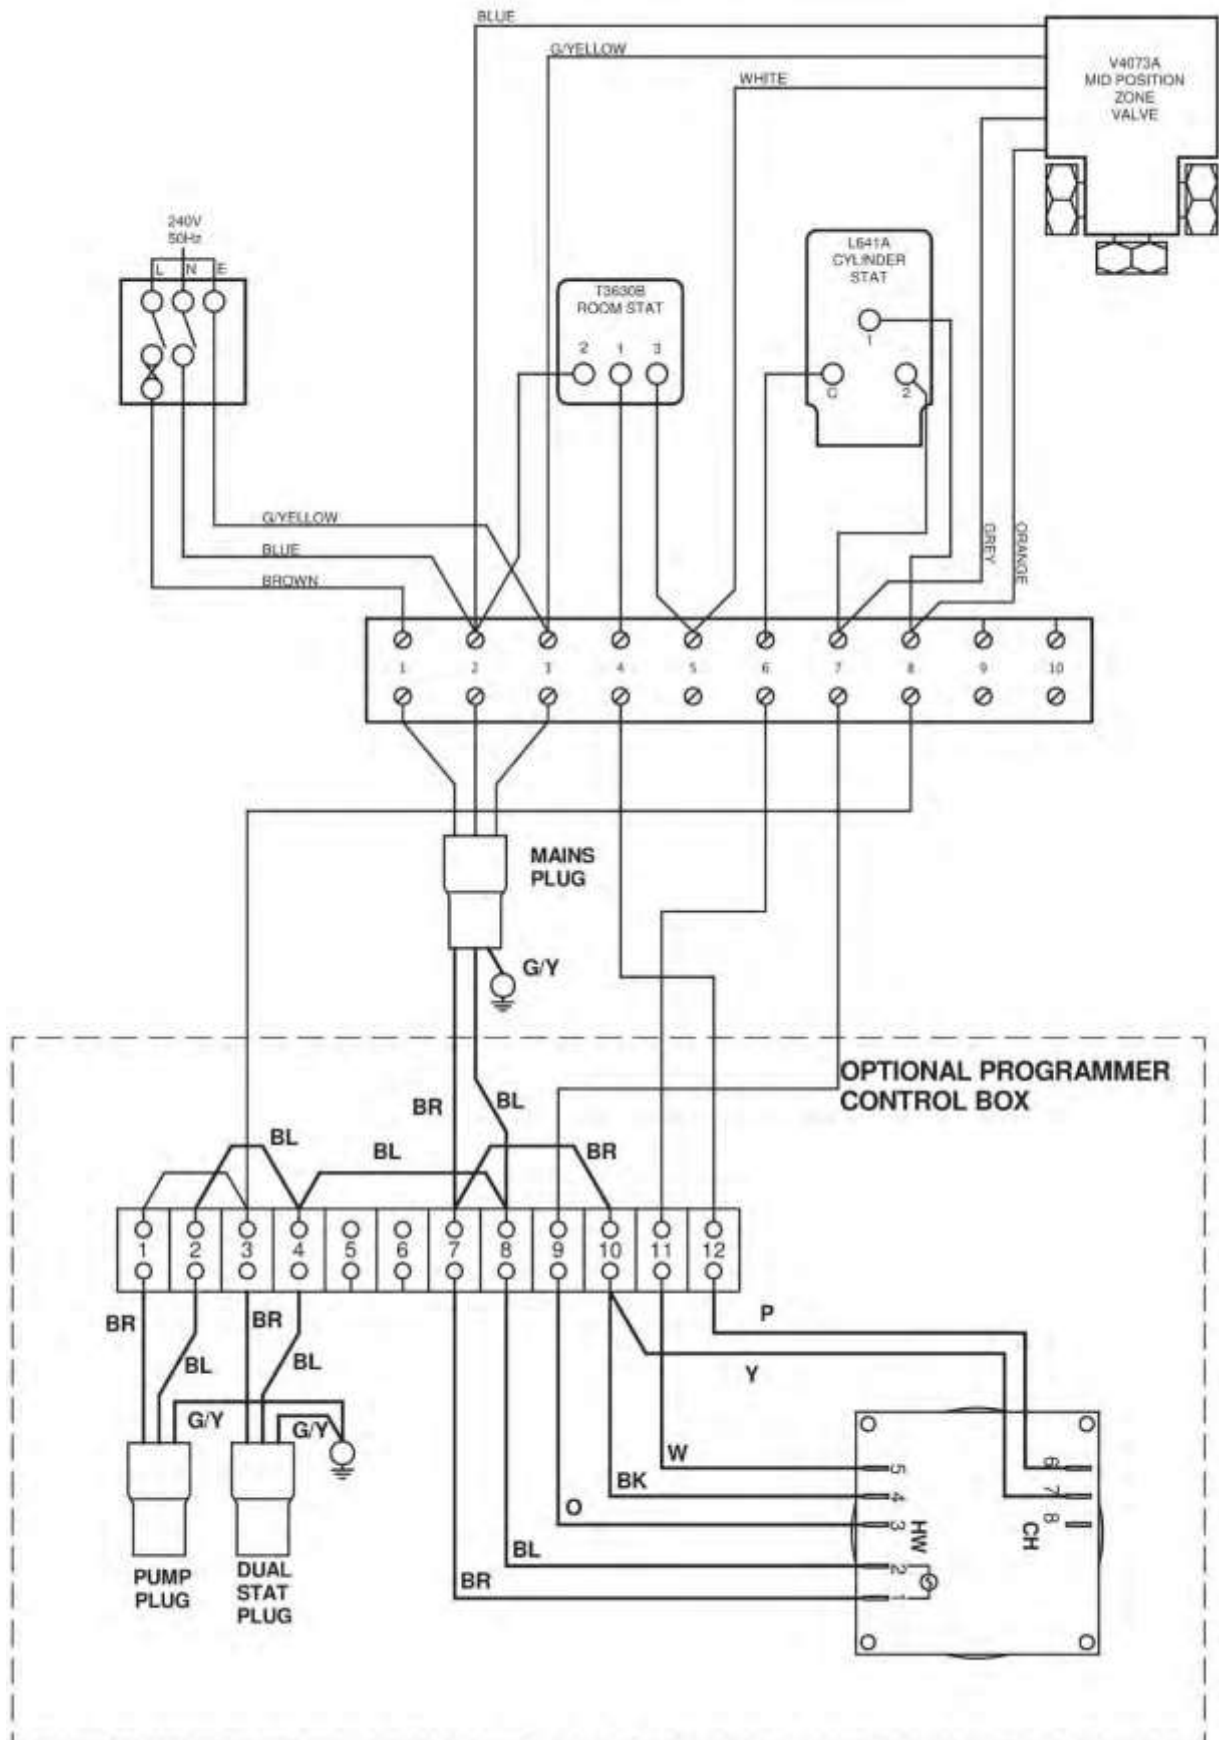 BLUE
G/YELLOW
WHITE
V4073A
MID POSITION
ZONE
VALVE
240V
50Hz
L N E
L641A
CYLINDER
STAT
T3630B
ROOM STAT
2 1 3
1
C 2
G/YELLOW
BLUE
BROWN
GREY
ORANGE
1 2 3 4 5 6 7 8 9 10
MAINS
PLUG
G/Y
OPTIONAL PROGRAMMER
CONTROL BOX
BR
BL
BL
BL
BR
1 2 3 4 5 6 7 8 9 10 11 12
BR
BL
BR
BL
P
Y
G/Y
G/Y
W
BK
O
BL
BR
5
4
3
2
1
HW
CH
6
7
8
PUMP
PLUG
DUAL
STAT
PLUG